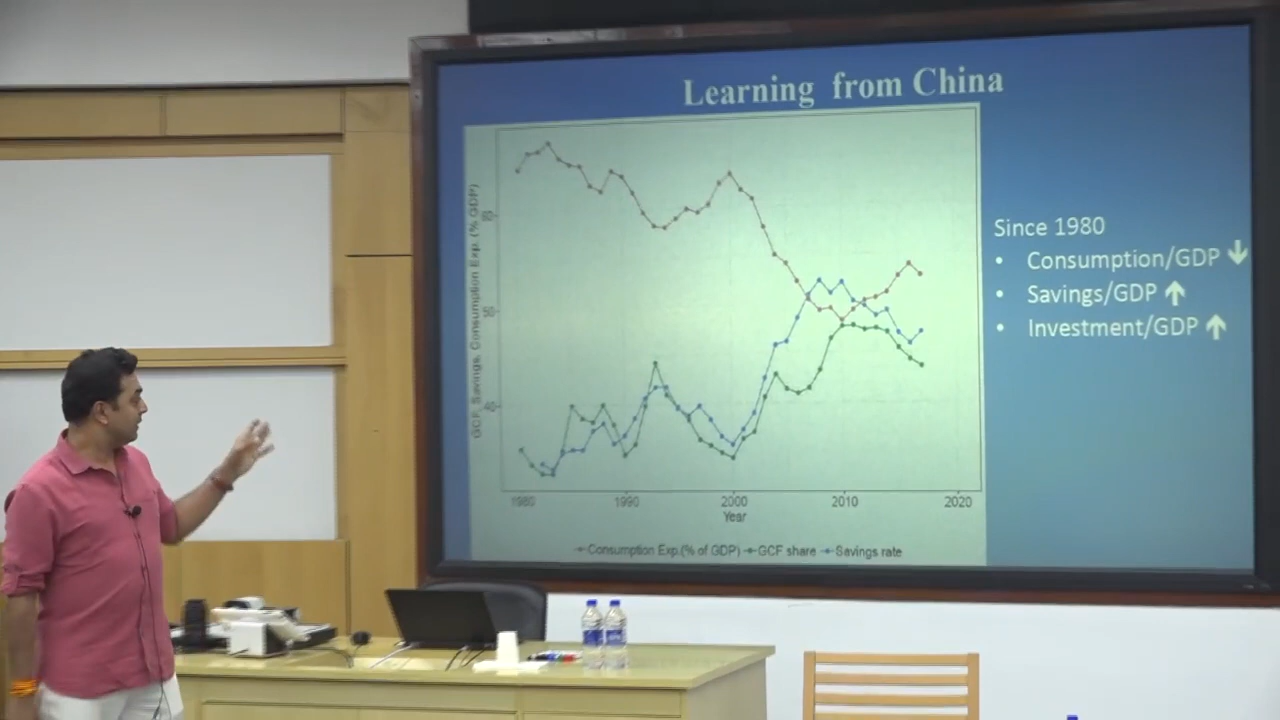 Learning from China
GCF, Savings, Consumption Exp. (% GDP)
60
50
40
1980 1990 2000 2010 2020
Year
Consumption Exp.(% of GDP) GCF share Savings rate
Since 1980
• Consumption/GDP ↓
• Savings/GDP ↑
• Investment/GDP ↑